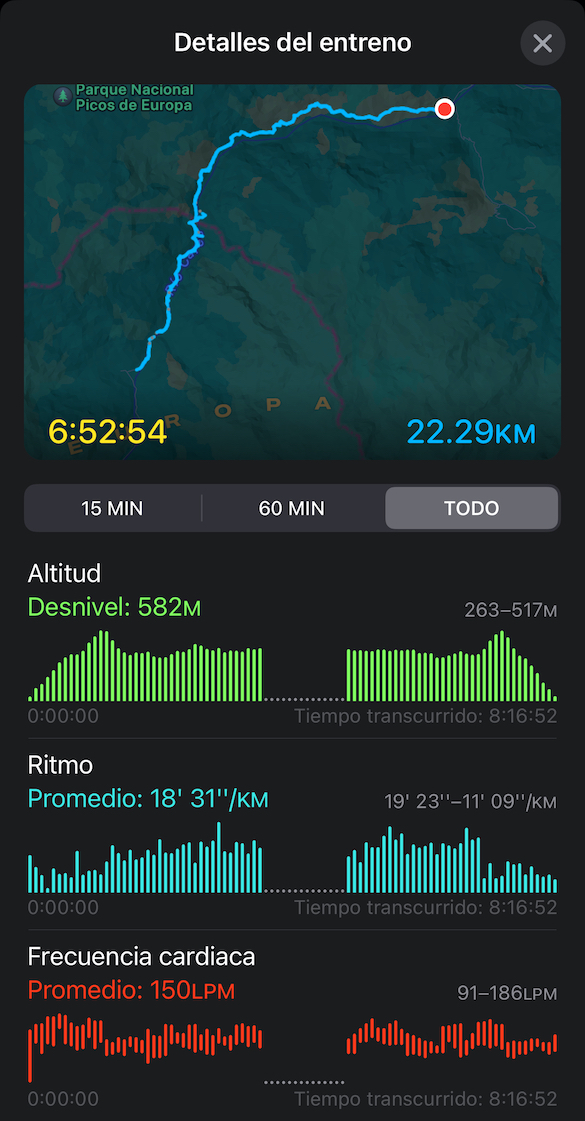 Detalles del entreno
Parque Nacional
Picos de Europa
E R O P A
6:52:54
22.29KM
15 MIN
60 MIN
TODO
Altitud
Desnivel: 582M
263–517M
0:00:00
Tiempo transcurrido: 8:16:52
Ritmo
Promedio: 18' 31''/KM
19' 23''–11' 09''/KM
0:00:00
Tiempo transcurrido: 8:16:52
Frecuencia cardiaca
Promedio: 150LPM
91–186LPM
0:00:00
Tiempo transcurrido: 8:16:52